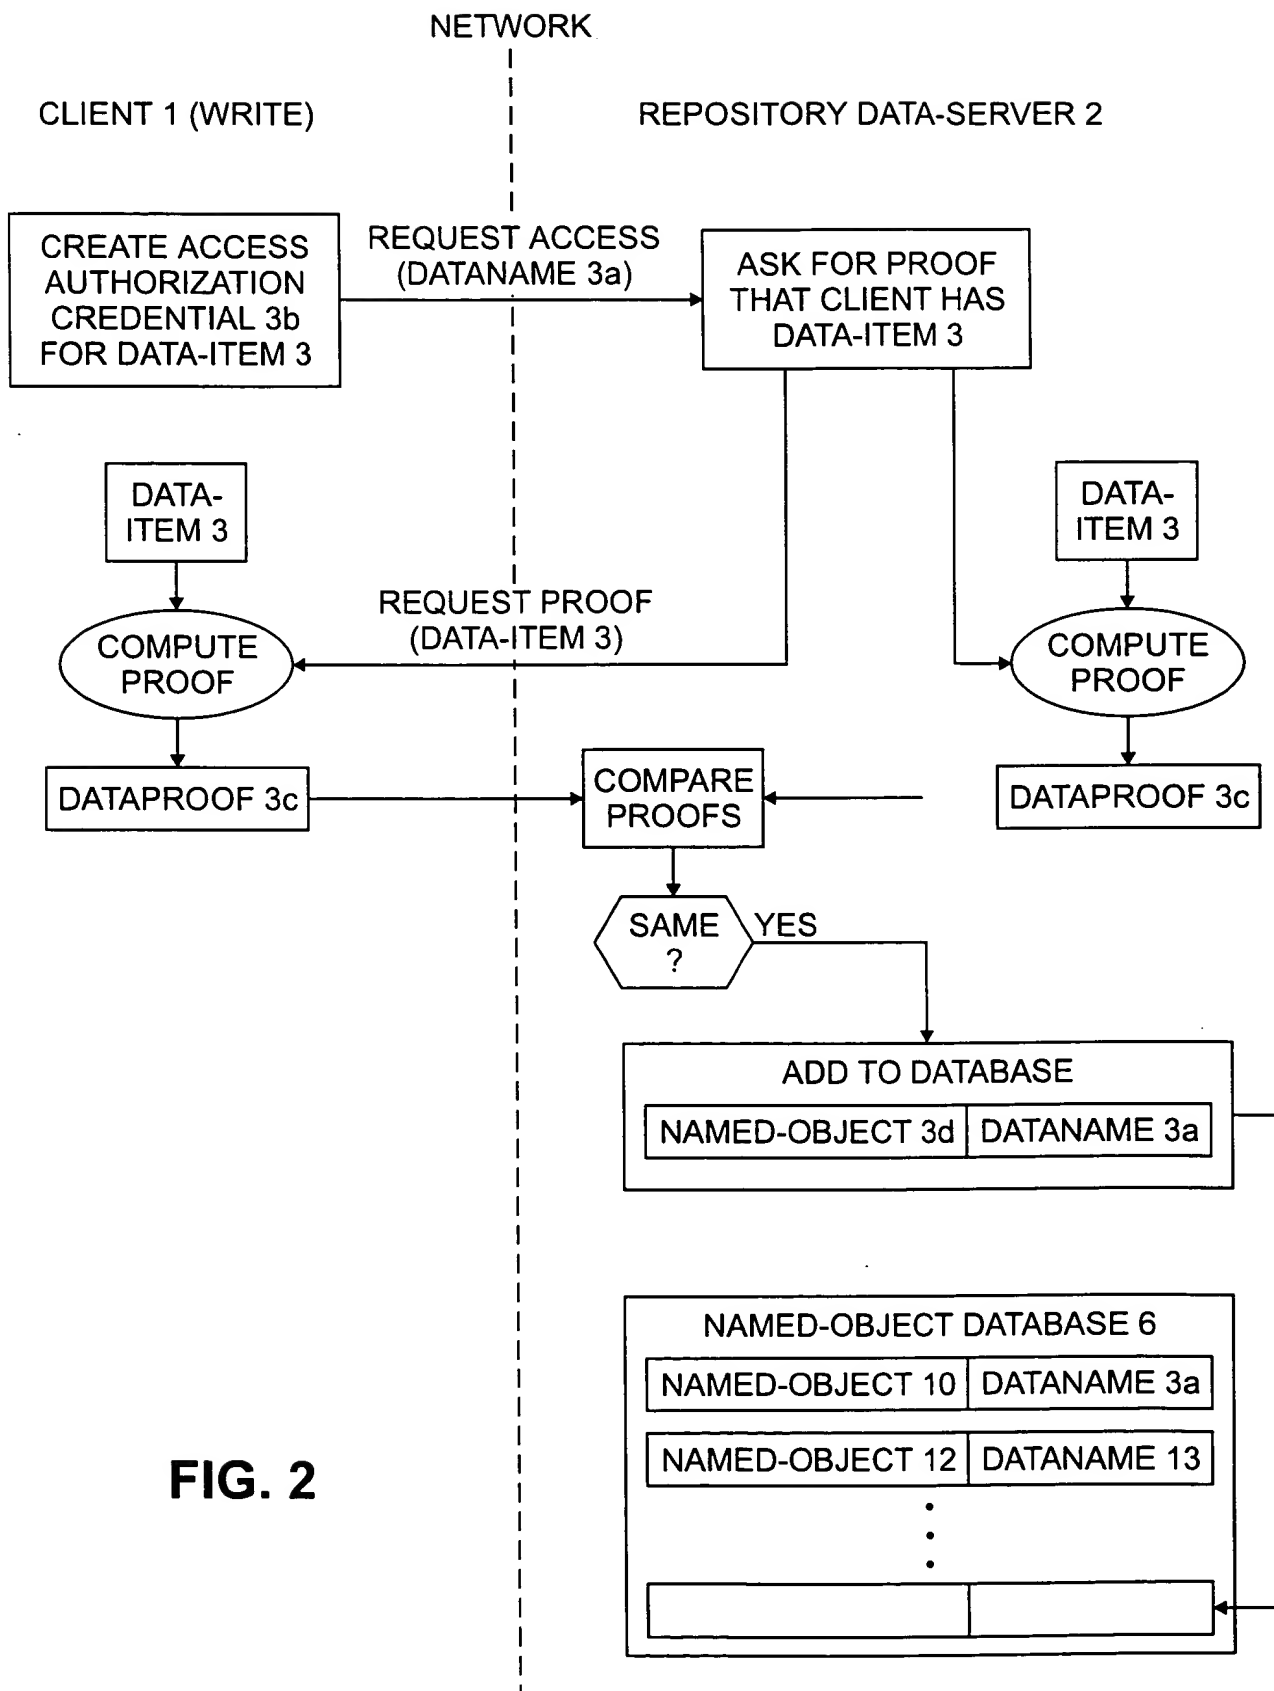 NETWORK
CLIENT 1 (WRITE)
REPOSITORY DATA-SERVER 2
CREATE ACCESS
AUTHORIZATION
CREDENTIAL 3b
FOR DATA-ITEM 3
REQUEST ACCESS
(DATANAME 3a)
ASK FOR PROOF
THAT CLIENT HAS
DATA-ITEM 3
DATA-
ITEM 3
DATA-
ITEM 3
REQUEST PROOF
(DATA-ITEM 3)
COMPUTE
PROOF
COMPUTE
PROOF
DATAPROOF 3c
COMPARE
PROOFS
DATAPROOF 3c
SAME
?
YES
ADD TO DATABASE
NAMED-OBJECT 3d
DATANAME 3a
NAMED-OBJECT DATABASE 6
NAMED-OBJECT 10
DATANAME 3a
NAMED-OBJECT 12
DATANAME 13
FIG. 2